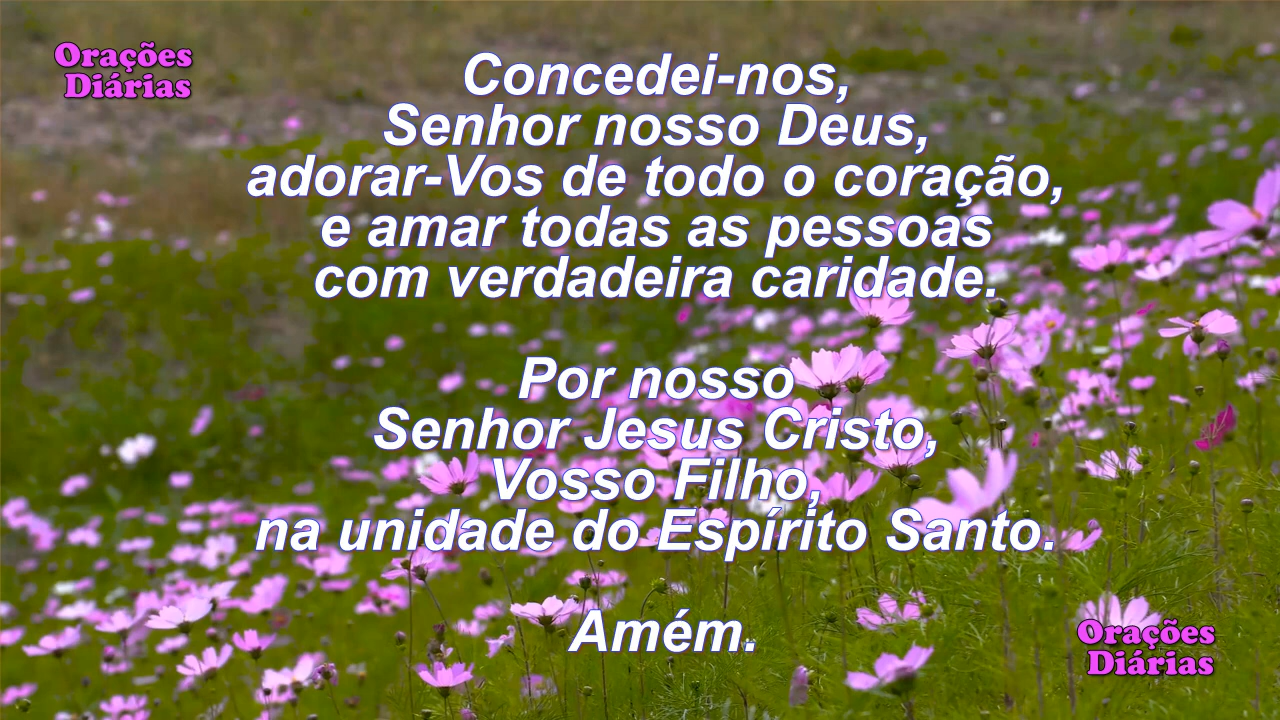 Orações
Diárias
Concedei-nos,
Senhor nosso Deus,
adorar-Vos de todo o coração,
e amar todas as pessoas
com verdadeira caridade.
Por nosso
Senhor Jesus Cristo,
Vosso Filho,
na unidade do Espírito Santo.
Amém.
Orações
Diárias